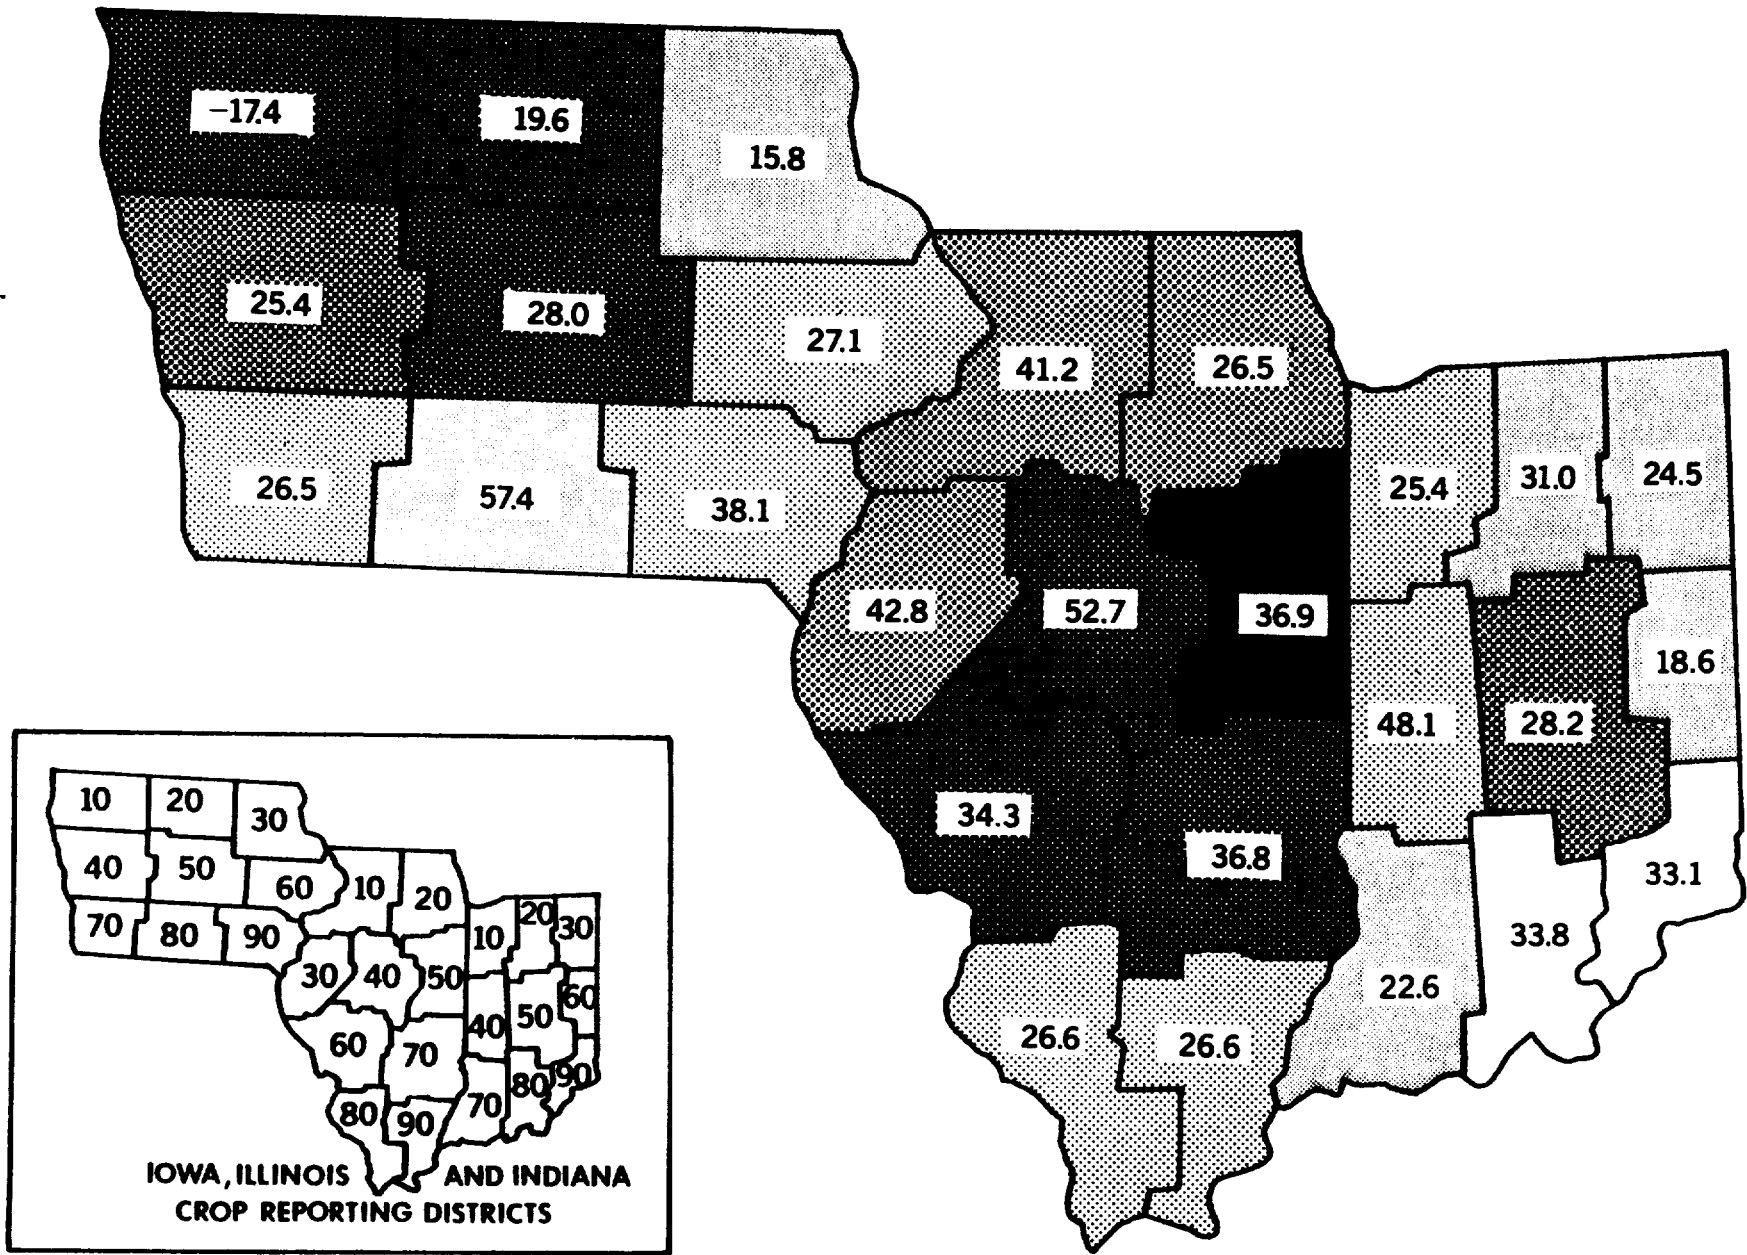 -17.4 19.6
15.8
25.4 28.0
27.1
41.2 26.5
26.5 57.4 38.1
25.4 31.0 24.5
42.8 52.7 36.9
18.6
48.1 28.2
34.3
36.8
33.1
33.8
22.6
26.6 26.6
10 20 30
40 50 60
70 80 90
10 20
30 40 50
60 70
80 90
10 20 30
40 50 60
70 80 90
IOWA, ILLINOIS AND INDIANA
CROP REPORTING DISTRICTS